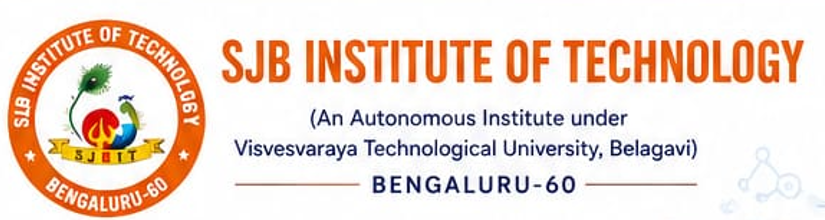 SLB INSTITUTE OF TECHNOLOGY
SJBIT
BENGALURU-60
SJB INSTITUTE OF TECHNOLOGY
(An Autonomous Institute under
Visvesvaraya Technological University, Belagavi)
BENGALURU-60